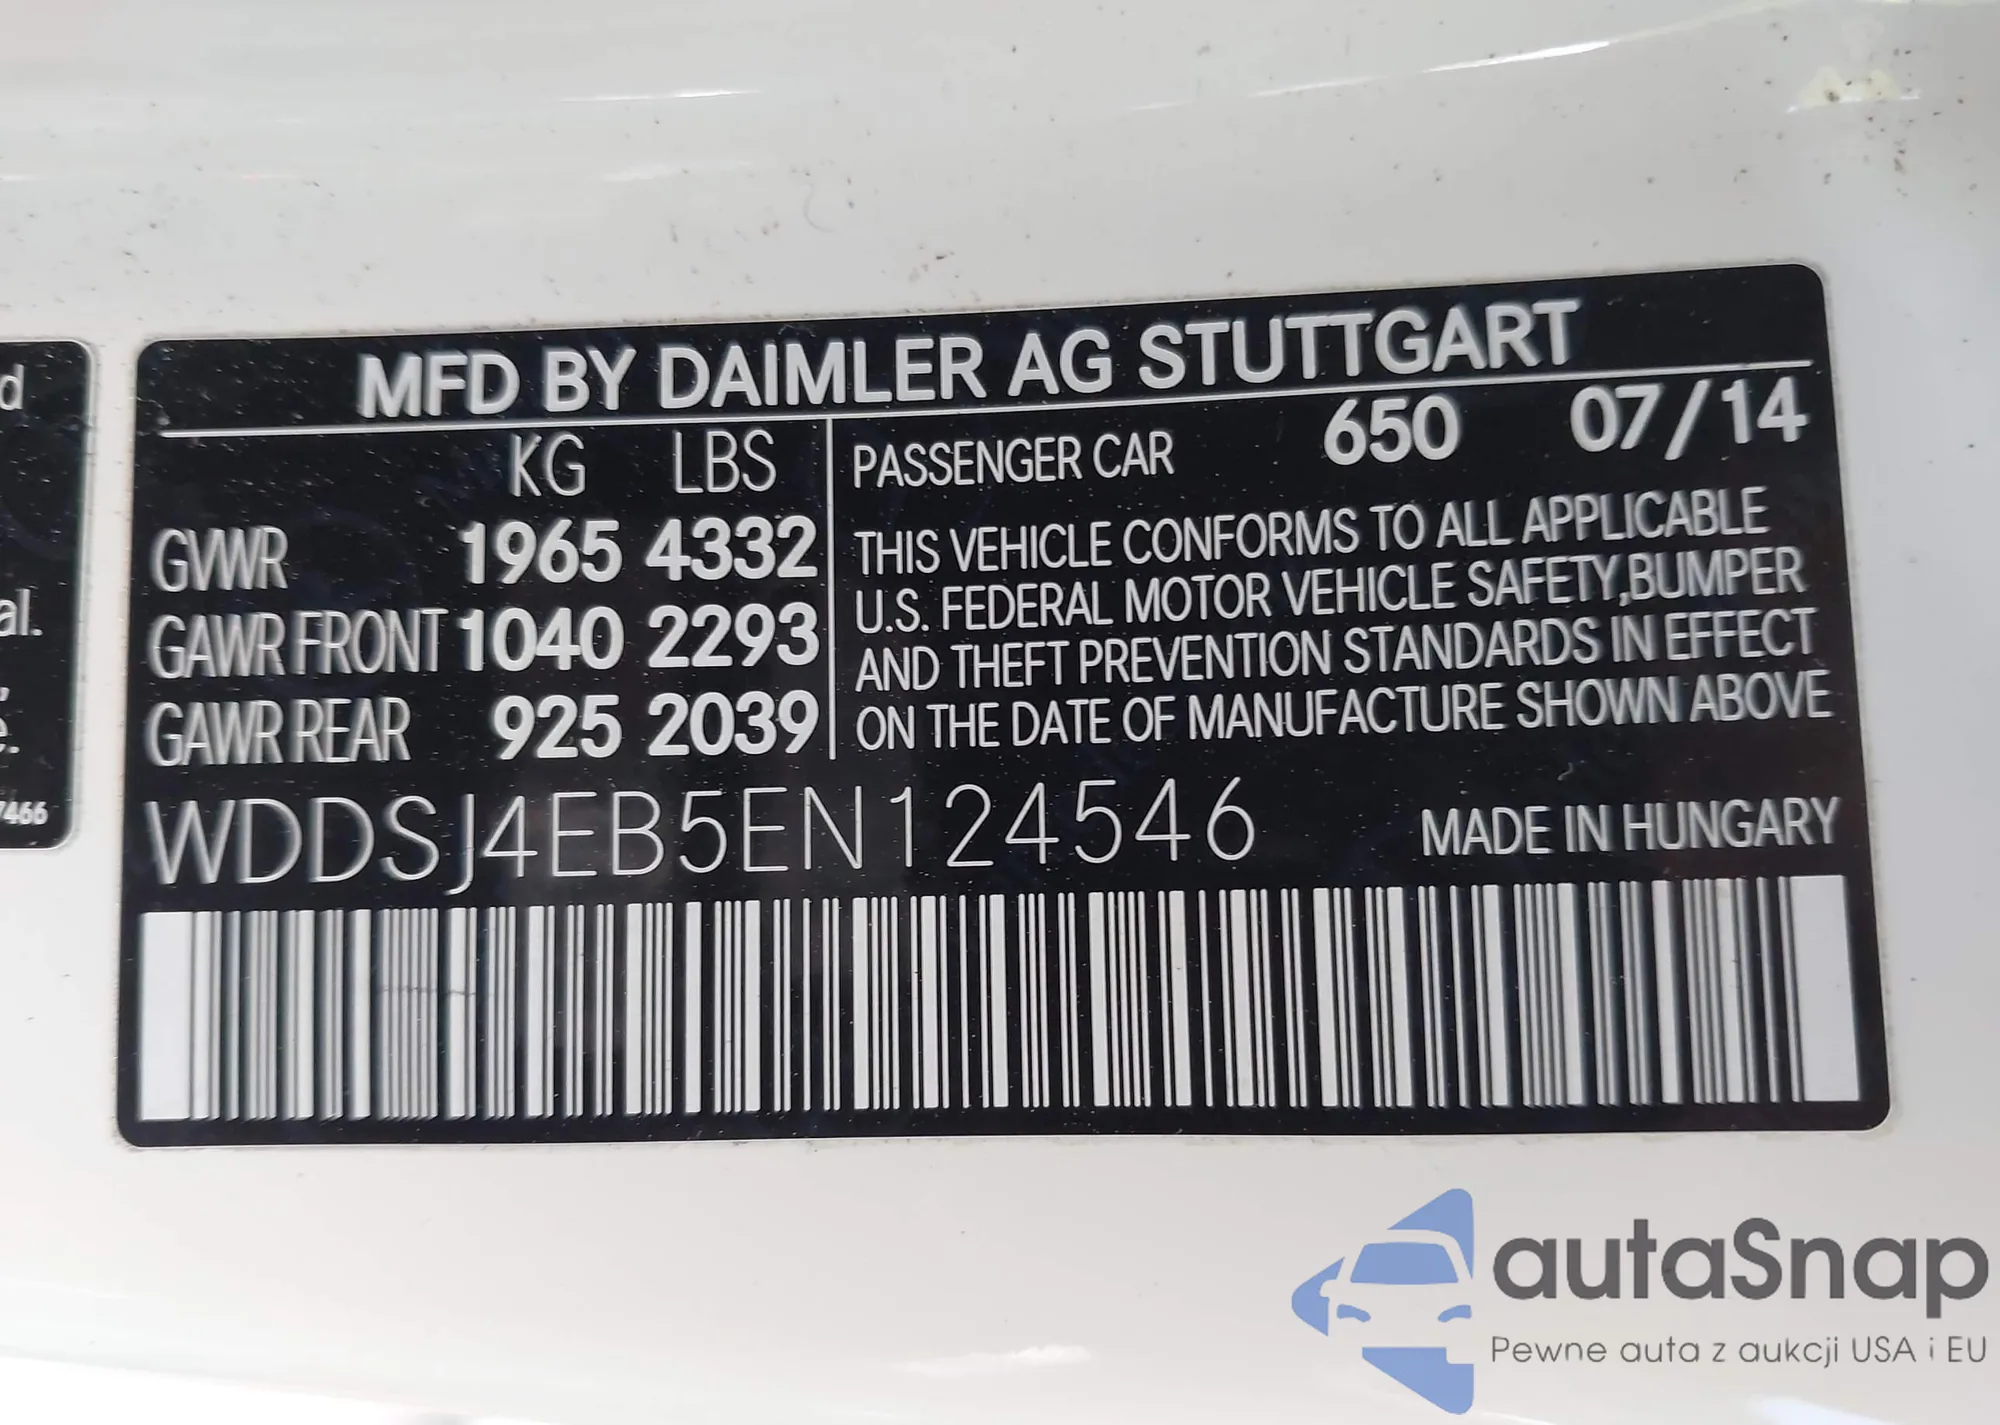 d
al.
,
e.
7466
MFD BY DAIMLER AG STUTTGART
KG LBS
GVWR 1965 4332
GAWR FRONT 1040 2293
GAWR REAR 925 2039
PASSENGER CAR 650 07/14
THIS VEHICLE CONFORMS TO ALL APPLICABLE
U.S. FEDERAL MOTOR VEHICLE SAFETY,BUMPER
AND THEFT PREVENTION STANDARDS IN EFFECT
ON THE DATE OF MANUFACTURE SHOWN ABOVE
WDDSJ4EB5EN124546 MADE IN HUNGARY
autaSnap
Pewne auta z aukcji USA i EU